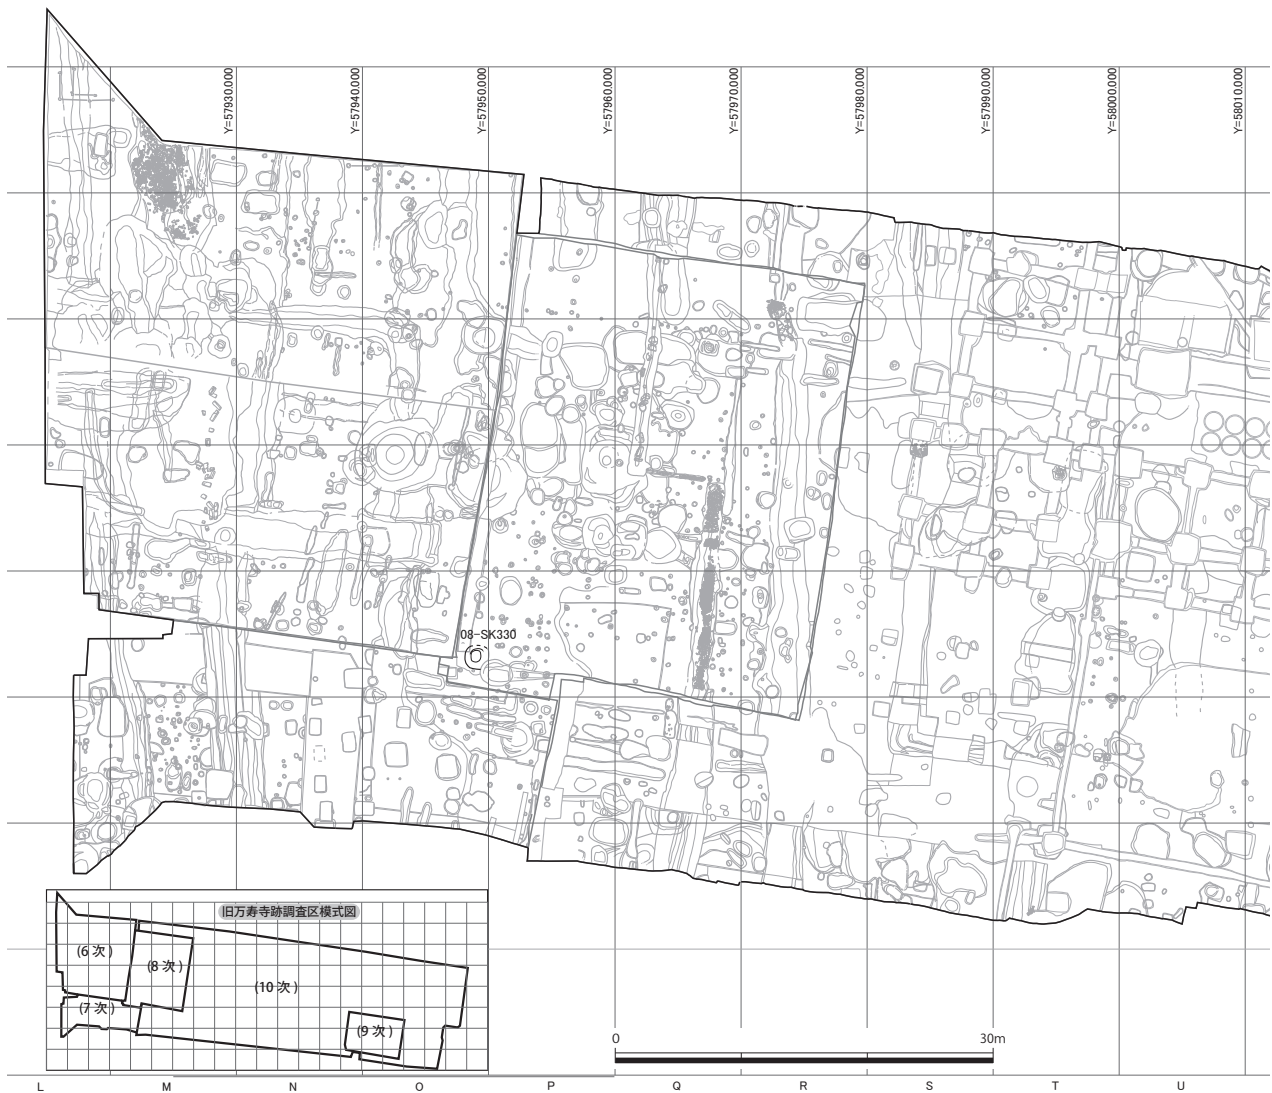 Y=57930.000
Y=57940.000
Y=57950.000
Y=57960.000
Y=57970.000
Y=57980.000
Y=57990.000
Y=58000.000
Y=58010.000
08-SK330
旧万寿寺跡調査区模式図
(6 次)
(8 次)
(10 次)
(7 次)
(9 次)
0 30m
L M N O P Q R S T U